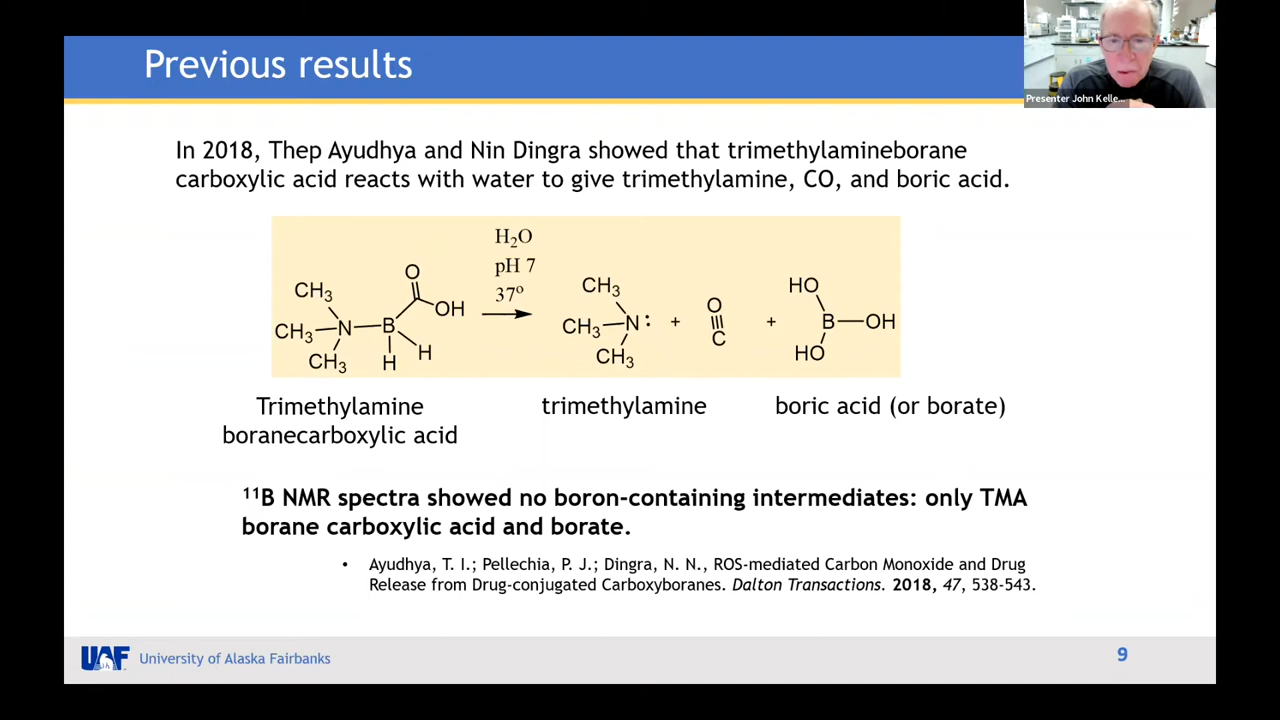 Previous results
Presenter John Kelle...
In 2018, Thep Ayudhya and Nin Dingra showed that trimethylamineborane
carboxylic acid reacts with water to give trimethylamine, CO, and boric acid.
H₂O
pH 7
37º
CH₃
CH₃
CH₃
N
B
O
OH
H
H
CH₃
CH₃
CH₃
N:
+
O
C
+
HO
B
OH
HO
Trimethylamine
boranecarboxylic acid
trimethylamine
boric acid (or borate)
¹¹B NMR spectra showed no boron-containing intermediates: only TMA
borane carboxylic acid and borate.
• Ayudhya, T. I.; Pellechia, P. J.; Dingra, N. N., ROS-mediated Carbon Monoxide and Drug
Release from Drug-conjugated Carboxyboranes. Dalton Transactions. 2018, 47, 538-543.
UAF
University of Alaska Fairbanks
9